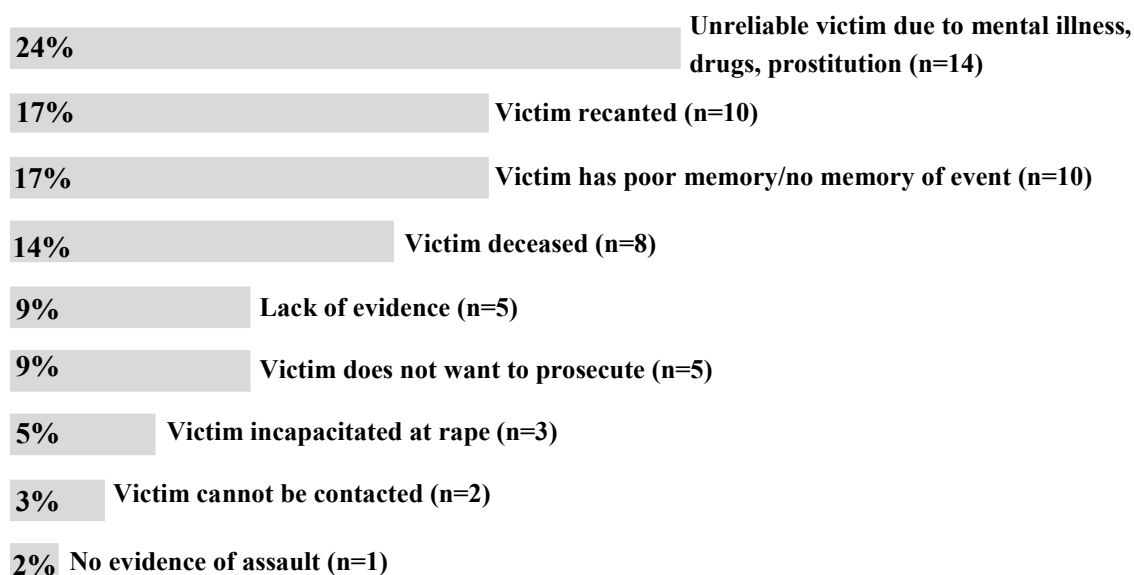 24% Unreliable victim due to mental illness,
drugs, prostitution (n=14)
17% Victim recanted (n=10)
17% Victim has poor memory/no memory of event (n=10)
14% Victim deceased (n=8)
9% Lack of evidence (n=5)
9% Victim does not want to prosecute (n=5)
5% Victim incapacitated at rape (n=3)
3% Victim cannot be contacted (n=2)
2% No evidence of assault (n=1)